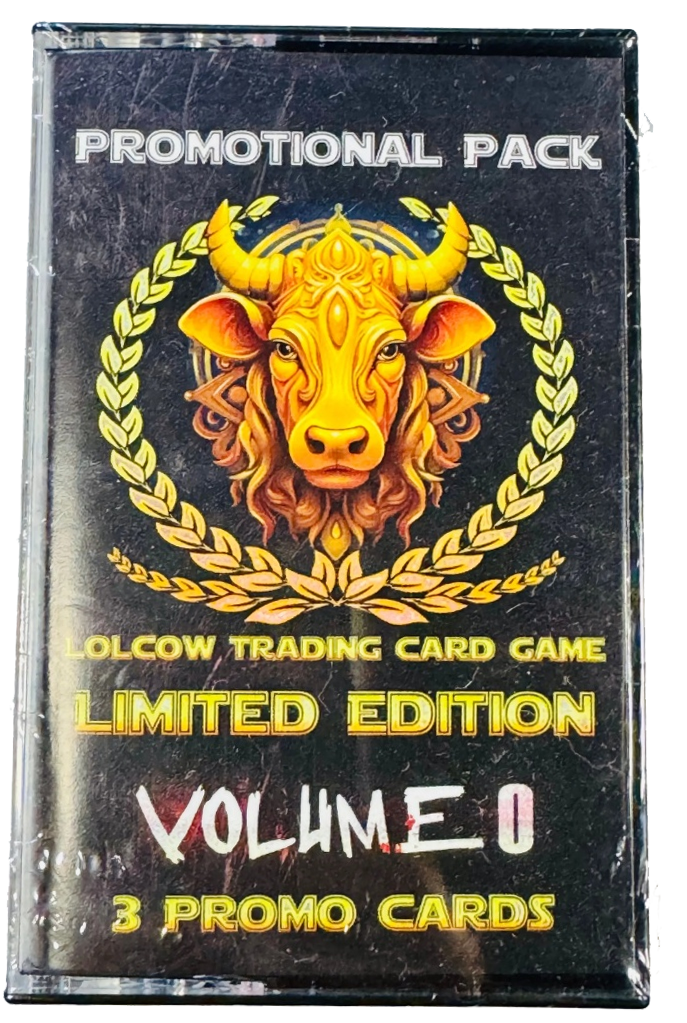 PROMOTIONAL PACK
LOLCOW TRADING CARD GAME
LIMITED EDITION
VOLUME 0
3 PROMO CARDS